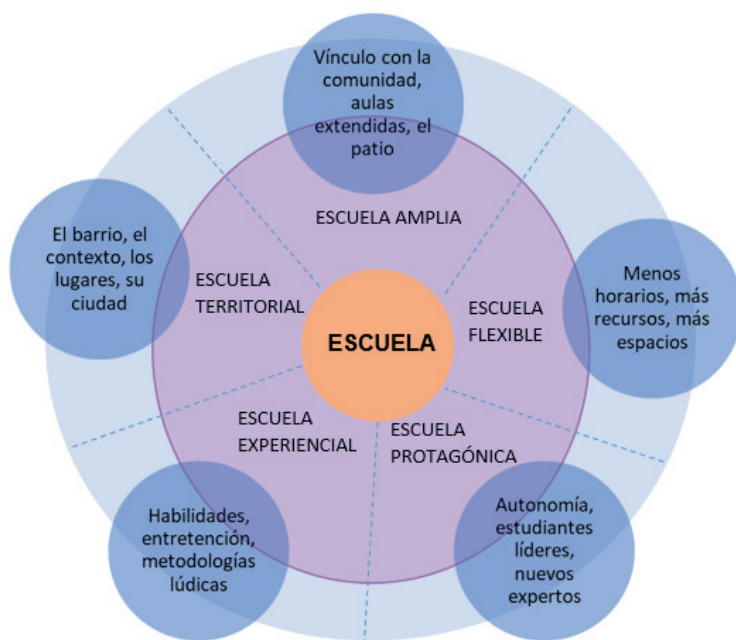 Vínculo con la
comunidad,
aulas
extendidas, el
patio
ESCUELA AMPLIA
El barrio, el
contexto, los
lugares, su
ciudad
ESCUELA
TERRITORIAL
ESCUELA
ESCUELA
FLEXIBLE
Menos
horarios, más
recursos, más
espacios
ESCUELA
EXPERIENCIAL
ESCUELA
PROTAGÓNICA
Habilidades,
entretención,
metodologías
lúdicas
Autonomía,
estudiantes
líderes,
nuevos
expertos